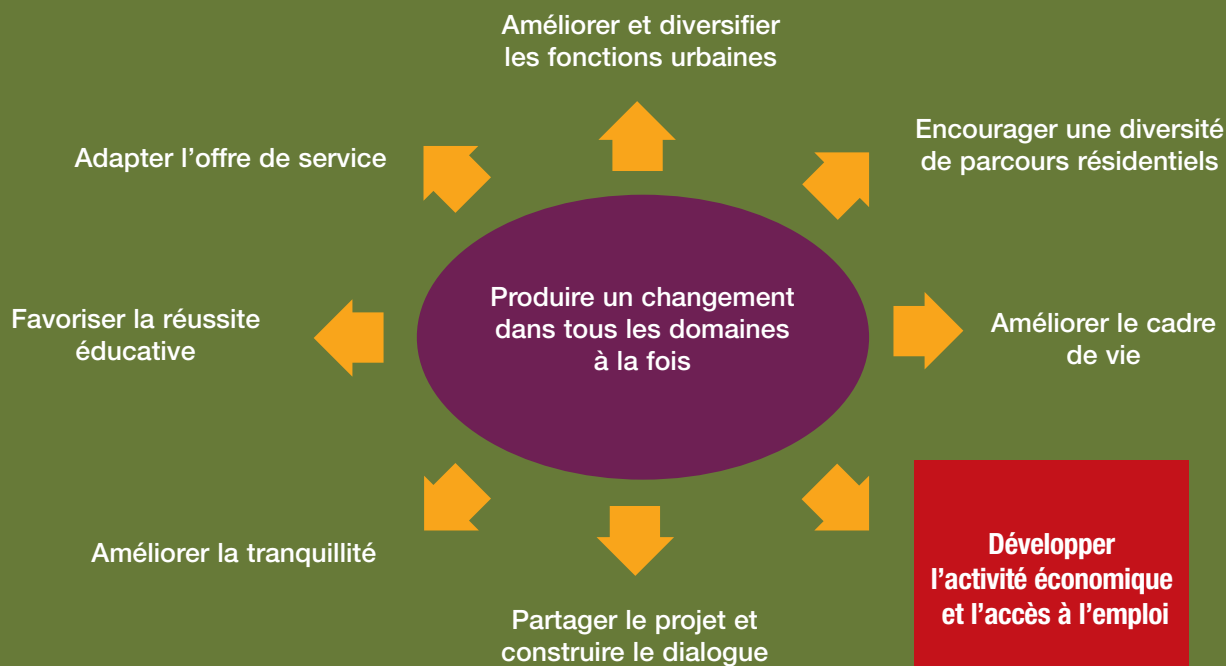 Améliorer et diversifier
les fonctions urbaines
Adapter l’offre de service
Encourager une diversité
de parcours résidentiels
Produire un changement
dans tous les domaines
à la fois
Favoriser la réussite
éducative
Améliorer le cadre
de vie
Améliorer la tranquillité
Développer
l’activité économique
et l’accès à l’emploi
Partager le projet et
construire le dialogue